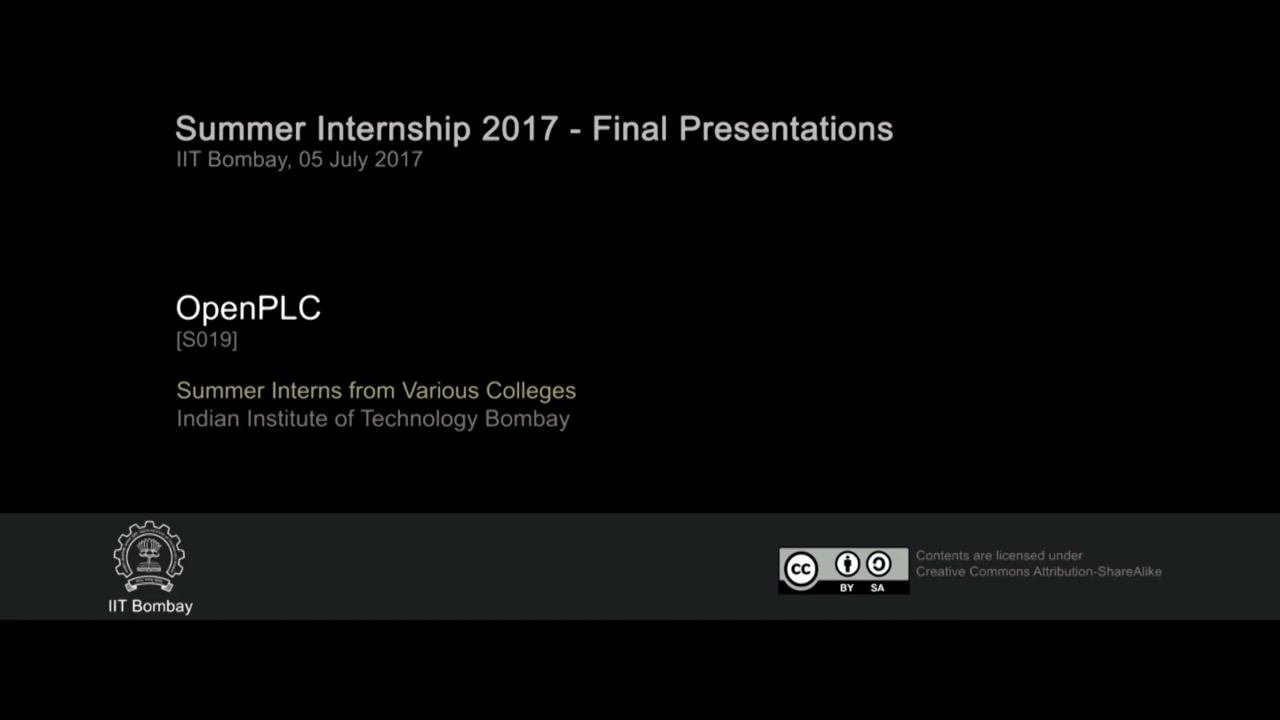 Summer Internship 2017 - Final Presentations
IIT Bombay, 05 July 2017
OpenPLC
[S019]
Summer Interns from Various Colleges
Indian Institute of Technology Bombay
IIT Bombay
cc
BY SA
Contents are licensed under
Creative Commons Attribution-ShareAlike